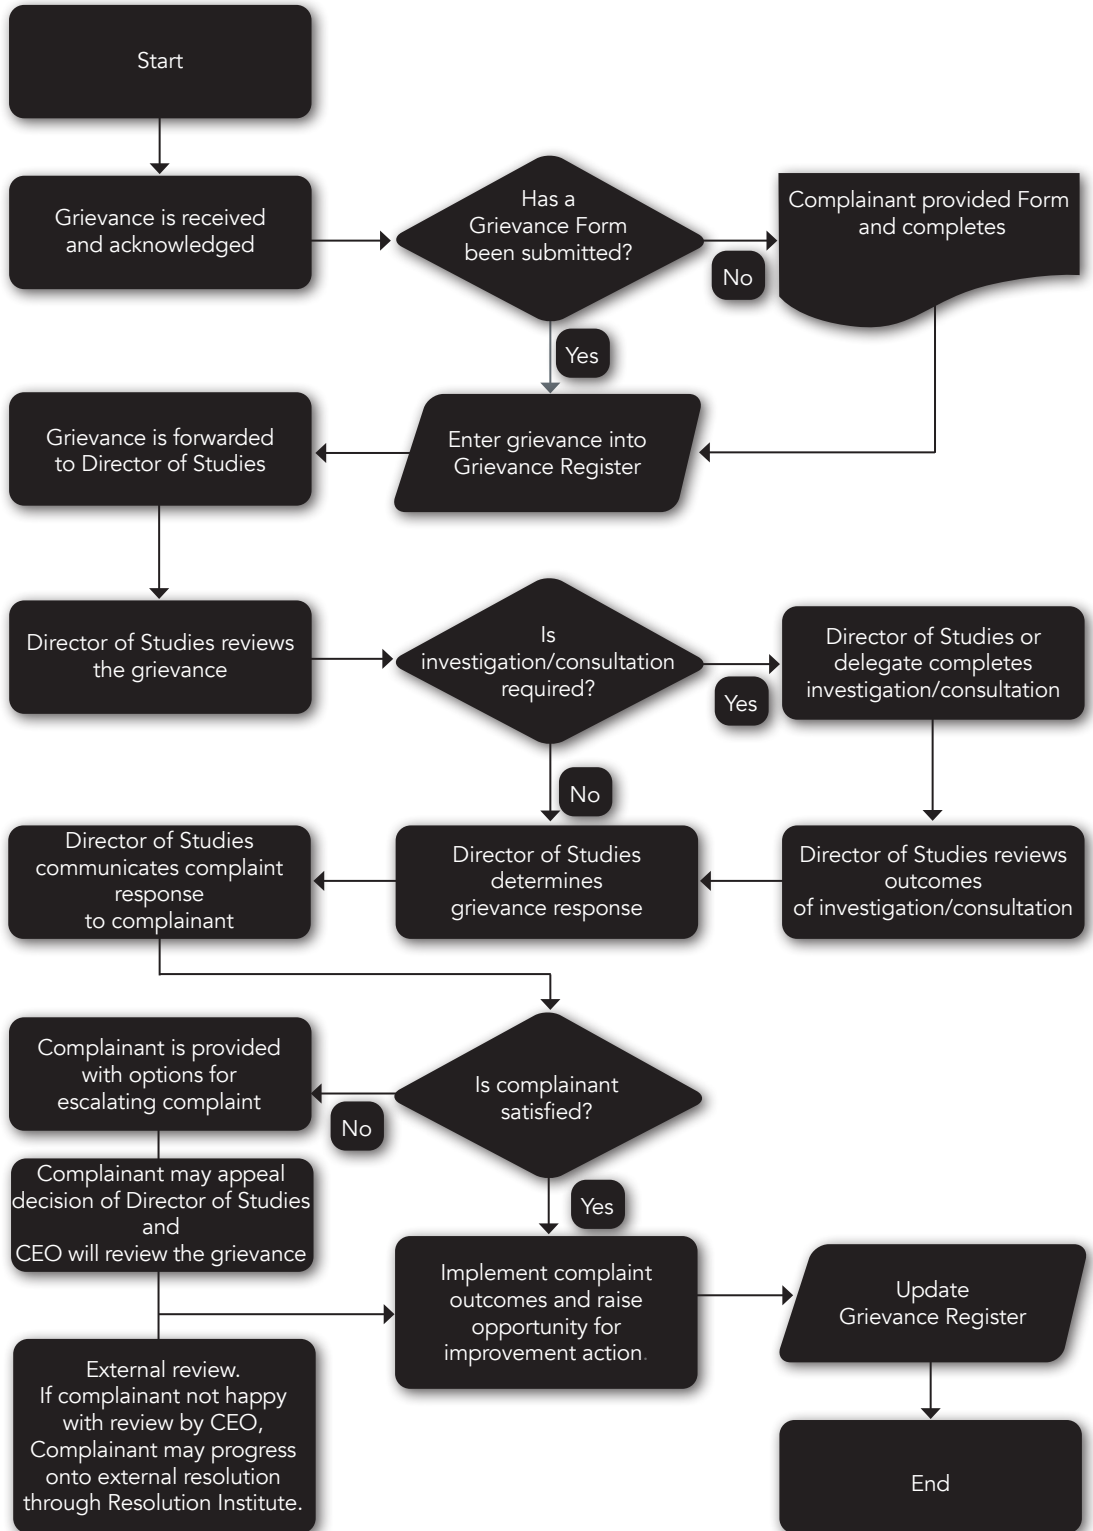 Start
Grievance is received
and acknowledged
Has a
Grievance Form
been submitted?
No
Complainant provided Form
and completes
Yes
Grievance is forwarded
to Director of Studies
Enter grievance into
Grievance Register
Director of Studies reviews
the grievance
Is
investigation/consultation
required?
Yes
Director of Studies or
delegate completes
investigation/consultation
No
Director of Studies
communicates complaint
response
to complainant
Director of Studies
determines
grievance response
Director of Studies reviews
outcomes
of investigation/consultation
Complainant is provided
with options for
escalating complaint
No
Is complainant
satisfied?
Yes
Complainant may appeal
decision of Director of Studies
and
CEO will review the grievance
Implement complaint
outcomes and raise
opportunity for
improvement action.
Update
Grievance Register
External review.
If complainant not happy
with review by CEO,
Complainant may progress
onto external resolution
through Resolution Institute.
End